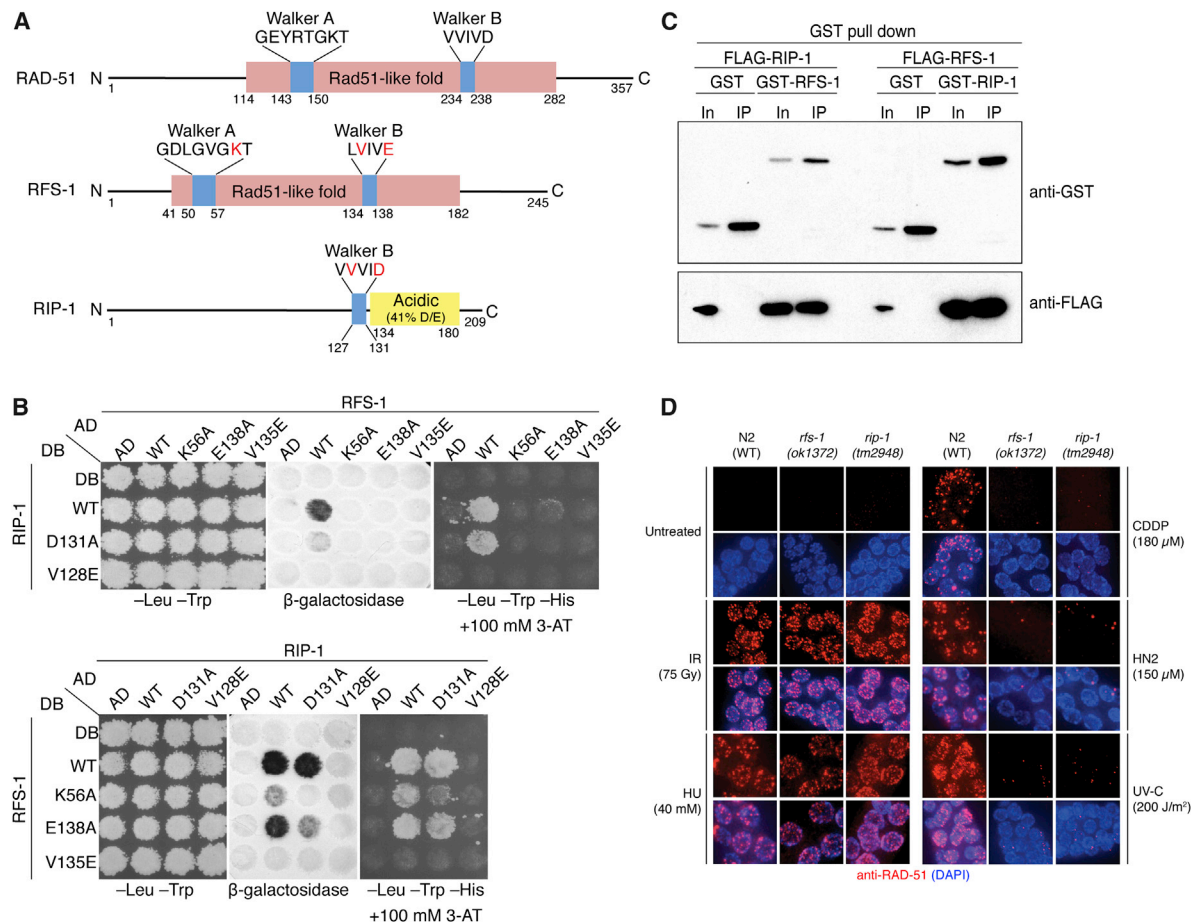 A
Walker A
GEYRTGKT
Walker B
VVIVD
RAD-51 N Rad51-like fold C
1 114 143 150 234 238 282 357
Walker A
GDLGVGKT
Walker B
LVIVE
RFS-1 N Rad51-like fold C
1 41 50 57 134 138 182 245
Walker B
VVVID
RIP-1 N Acidic (41% D/E) C
1 127 131 134 180 209
B
RFS-1
AD
DB
AD WT K56A E138A V135E AD WT K56A E138A V135E AD WT K56A E138A V135E
RIP-1
DB
WT
D131A
V128E
–Leu –Trp β-galactosidase –Leu –Trp –His
+100 mM 3-AT
RIP-1
AD
DB
AD WT D131A V128E AD WT D131A V128E AD WT D131A V128E
RFS-1
DB
WT
K56A
E138A
V135E
–Leu –Trp β-galactosidase –Leu –Trp –His
+100 mM 3-AT
C
GST pull down
FLAG-RIP-1 FLAG-RFS-1
GST GST-RFS-1 GST GST-RIP-1
In IP In IP In IP In IP
anti-GST
anti-FLAG
D
N2 (WT) rfs-1 (ok1372) rip-1 (tm2948) N2 (WT) rfs-1 (ok1372) rip-1 (tm2948)
Untreated
CDDP
(180 µM)
IR
(75 Gy)
HN2
(150 µM)
HU
(40 mM)
UV-C
(200 J/m²)
anti-RAD-51 (DAPI)